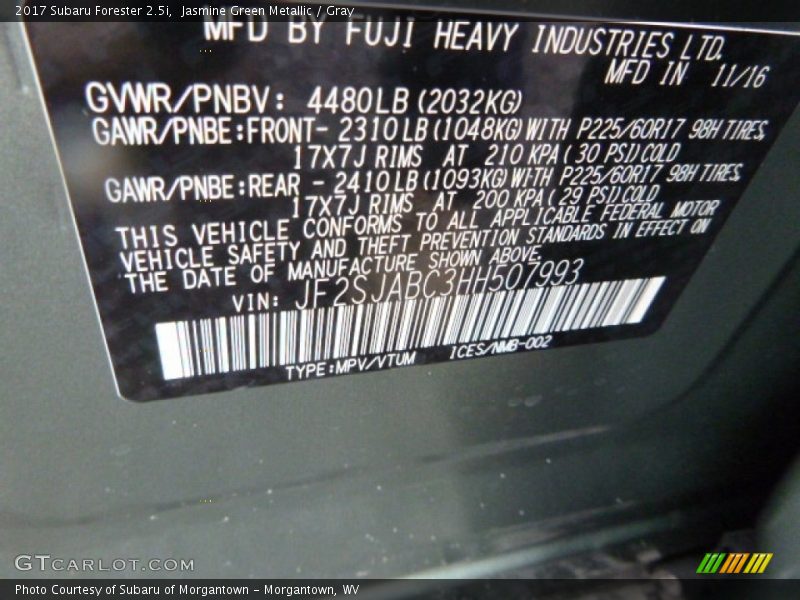 2017 Subaru Forester 2.5i,  Jasmine Green Metallic / Gray
MFD BY FUJI HEAVY INDUSTRIES LTD.
MFD IN 11/16
GVWR/PNBV: 4480LB (2032KG)
GAWR/PNBE:FRONT- 2310LB (1048KG) WITH P225/60R17 98H TIRES,
17X7J RIMS AT 210 KPA ( 30 PSI) COLD
GAWR/PNBE:REAR - 2410LB (1093KG) WITH P225/60R17 98H TIRES,
17X7J RIMS AT 200 KPA ( 29 PSI) COLD
THIS VEHICLE CONFORMS TO ALL APPLICABLE FEDERAL MOTOR
VEHICLE SAFETY AND THEFT PREVENTION STANDARDS IN EFFECT ON
THE DATE OF MANUFACTURE SHOWN ABOVE.
VIN: JF2SJABC3HH507993
TYPE:MPV/VTUM ICES/NMB-002
GTCARLOT.COM
Photo Courtesy of Subaru of Morgantown - Morgantown, WV